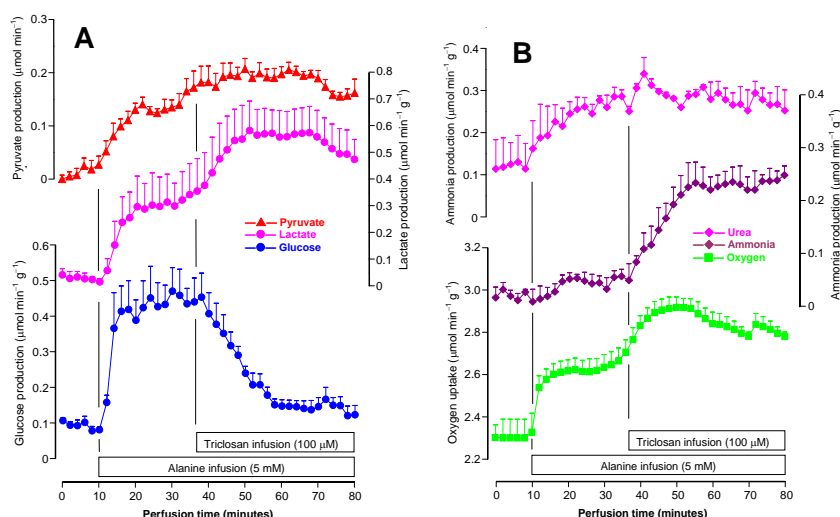 A
Pyruvate production (µmol min⁻¹ g⁻¹)
0.3
0.2
0.1
0
Lactate production (µmol min⁻¹ g⁻¹)
0.8
0.7
0.6
0.5
0.4
0.3
0.2
0.1
0
Pyruvate
Lactate
Glucose
Glucose production (µmol min⁻¹ g⁻¹)
0.6
0.5
0.4
0.3
0.2
0.1
0
Triclosan infusion (100 µM)
Alanine infusion (5 mM)
0 10 20 30 40 50 60 70 80
Perfusion time (minutes)
B
Ammonia production (µmol min⁻¹ g⁻¹)
0.4
0.3
0.2
0.1
0
Ammonia production (µmol min⁻¹ g⁻¹)
0.4
0.3
0.2
0.1
0
Urea
Ammonia
Oxygen
Oxygen uptake (µmol min⁻¹ g⁻¹)
3.2
3.0
2.8
2.6
2.4
2.2
Triclosan infusion (100 µM)
Alanine infusion (5 mM)
0 10 20 30 40 50 60 70 80
Perfusion time (minutes)